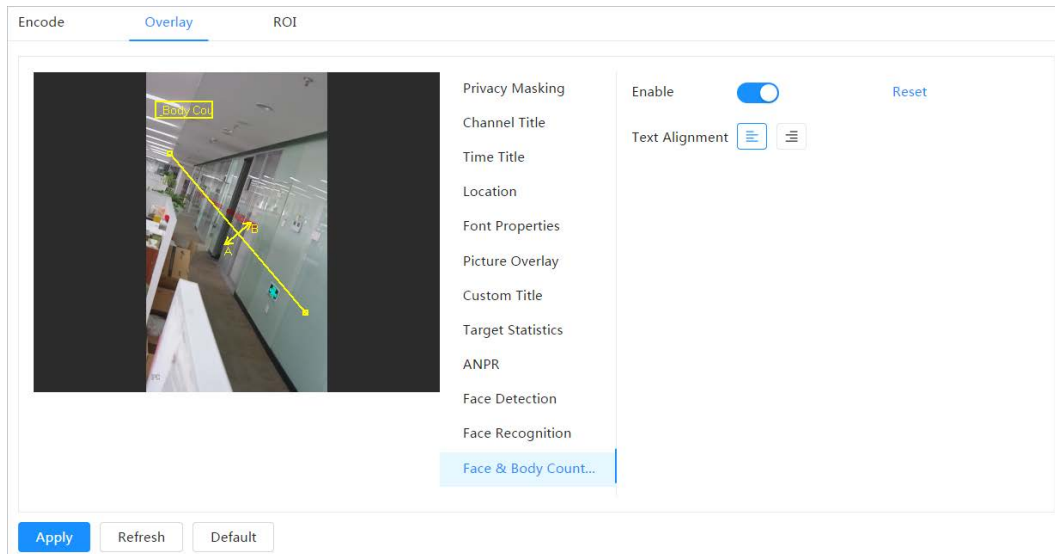 Encode Overlay ROI
Body Cou
B
A
Privacy Masking
Channel Title
Time Title
Location
Font Properties
Picture Overlay
Custom Title
Target Statistics
ANPR
Face Detection
Face Recognition
Face & Body Count...
Enable Reset
Text Alignment
Apply Refresh Default